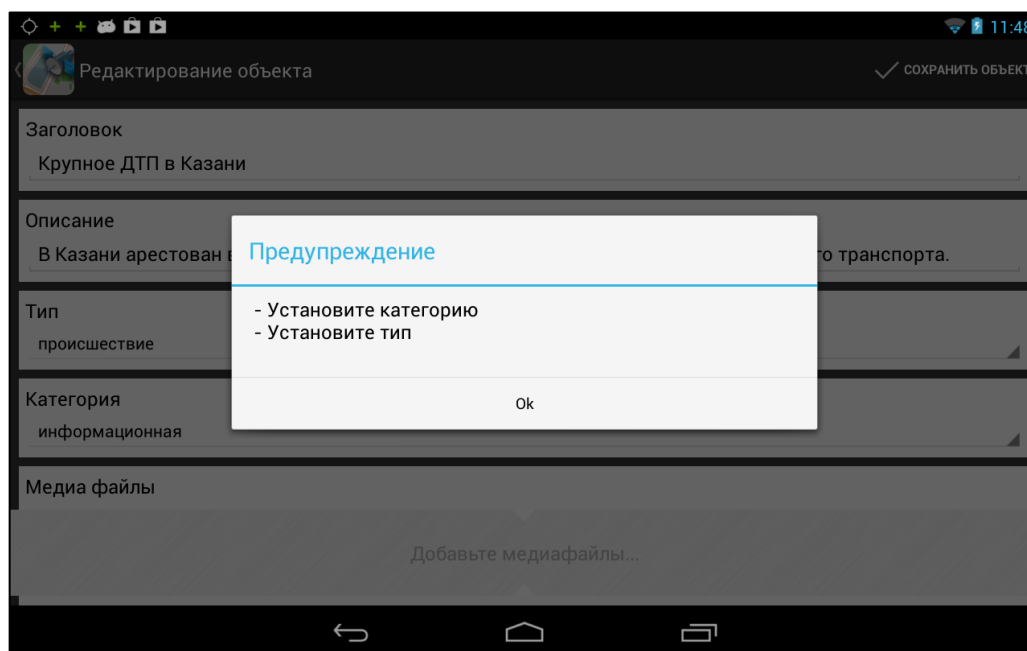 11:48
Редактирование объекта
СОХРАНИТЬ ОБЪЕКТ
Заголовок
Крупное ДТП в Казани
Описание
В Казани арестован
го транспорта.
Предупреждение
- Установите категорию
- Установите тип
Ok
Тип
происшествие
Категория
информационная
Медиа файлы
Добавьте медиафайлы...